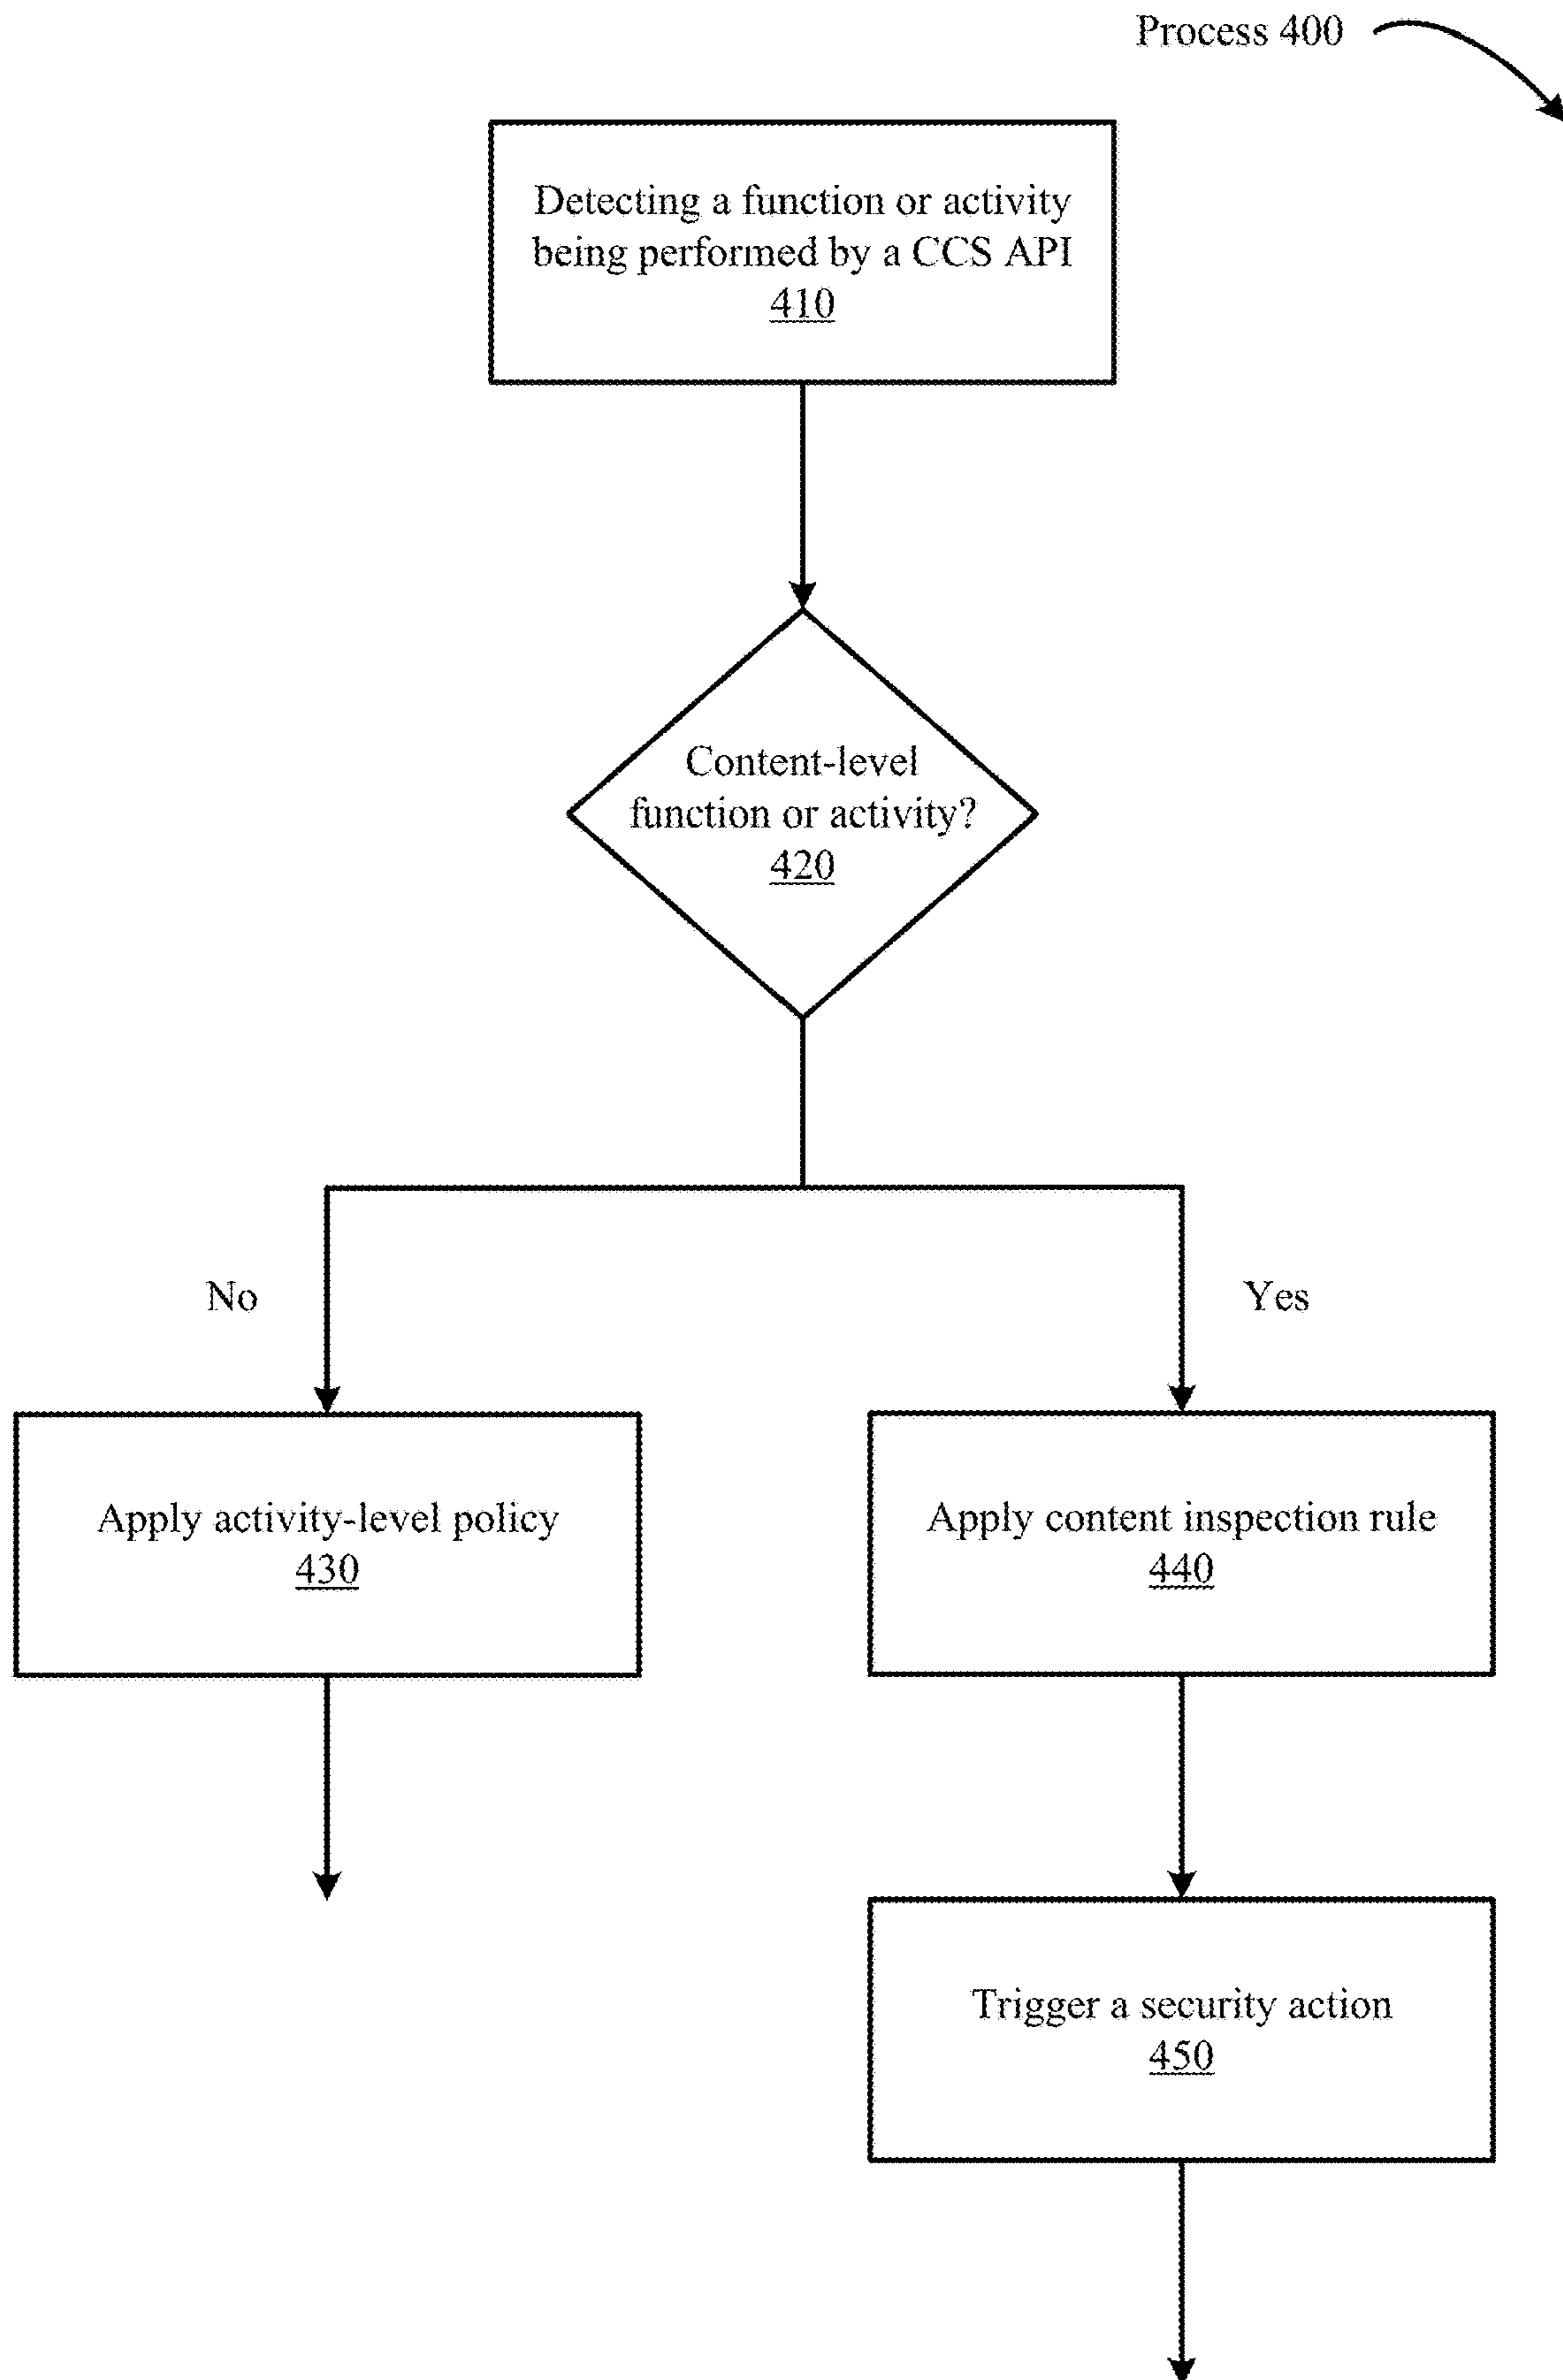 Process 400
Detecting a function or activity
being performed by a CCS API
410
Content-level
function or activity?
420
No
Yes
Apply activity-level policy
430
Apply content inspection rule
440
Trigger a security action
450